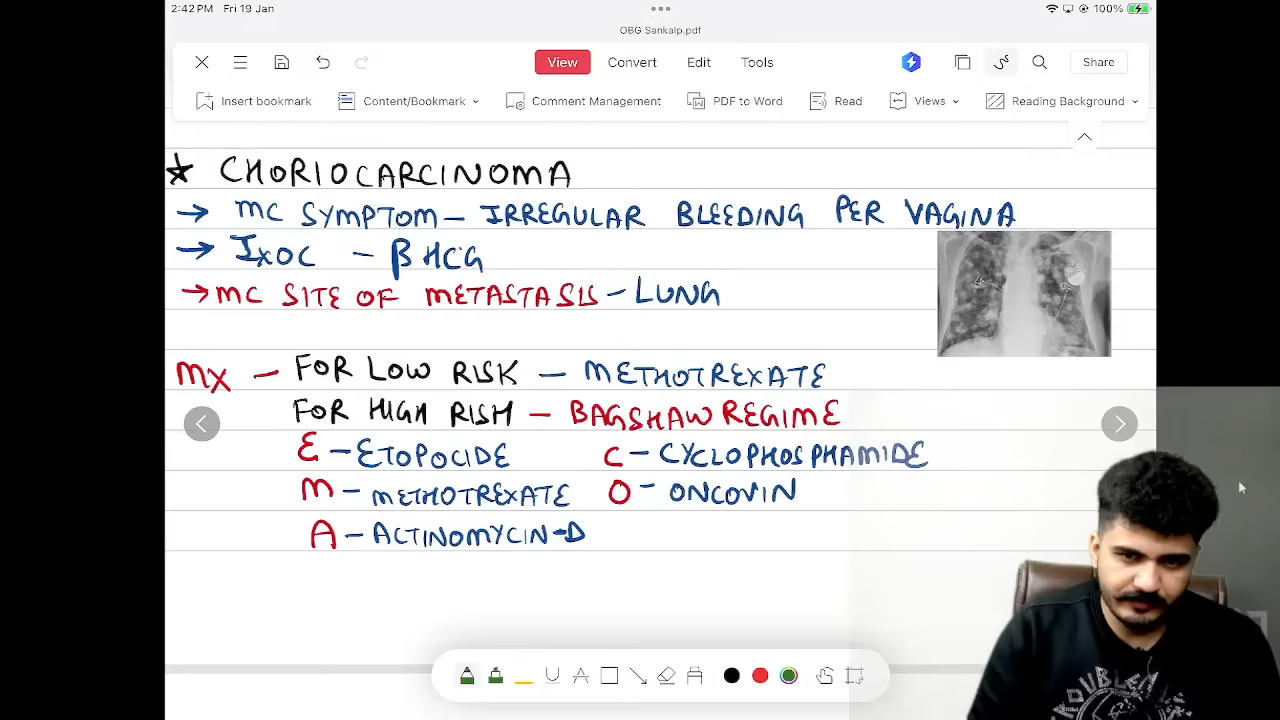 2:42 PM Fri 19 Jan
100%
OBG Sankalp.pdf
View Convert Edit Tools Share
Insert bookmark Content/Bookmark Comment Management PDF to Word Read Views Reading Background
★ CHORIOCARCINOMA
→ MC SYMPTOM – IRREGULAR BLEEDING PER VAGINA
→ IxOC – βHCG
→ MC SITE OF METASTASIS – LUNG
MX – FOR LOW RISK – METHOTREXATE
FOR HIGH RISM – BAGSHAW REGIME
E – ETOPOCIDE C – CYCLOPHOSPHAMIDE
M – METHOTREXATE O – ONCOVIN
A – ACTINOMYCIN-D